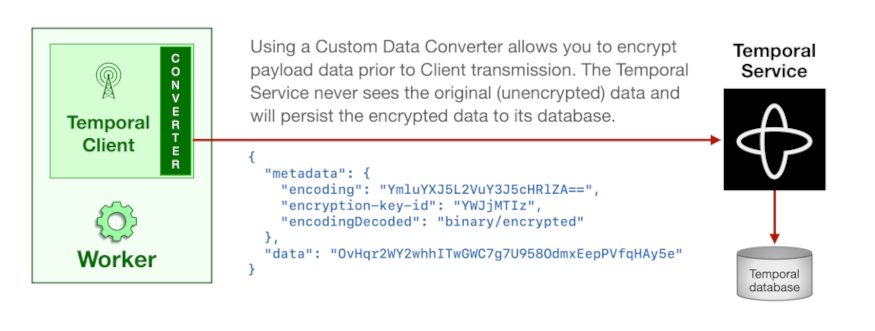 CONVERTER
Temporal
Client
Worker
Using a Custom Data Converter allows you to encrypt
payload data prior to Client transmission. The Temporal
Service never sees the original (unencrypted) data and
will persist the encrypted data to its database.
{
"metadata": {
"encoding": "YmluYXJ5L2VuY3J5cHRlZA==",
"encryption-key-id": "YWJjMTIz",
"encodingDecoded": "binary/encrypted"
},
"data": "OvHqr2WY2whhITwGWC7g7U958OdmxEepPVfqHAy5e"
}
Temporal
Service
Temporal
database